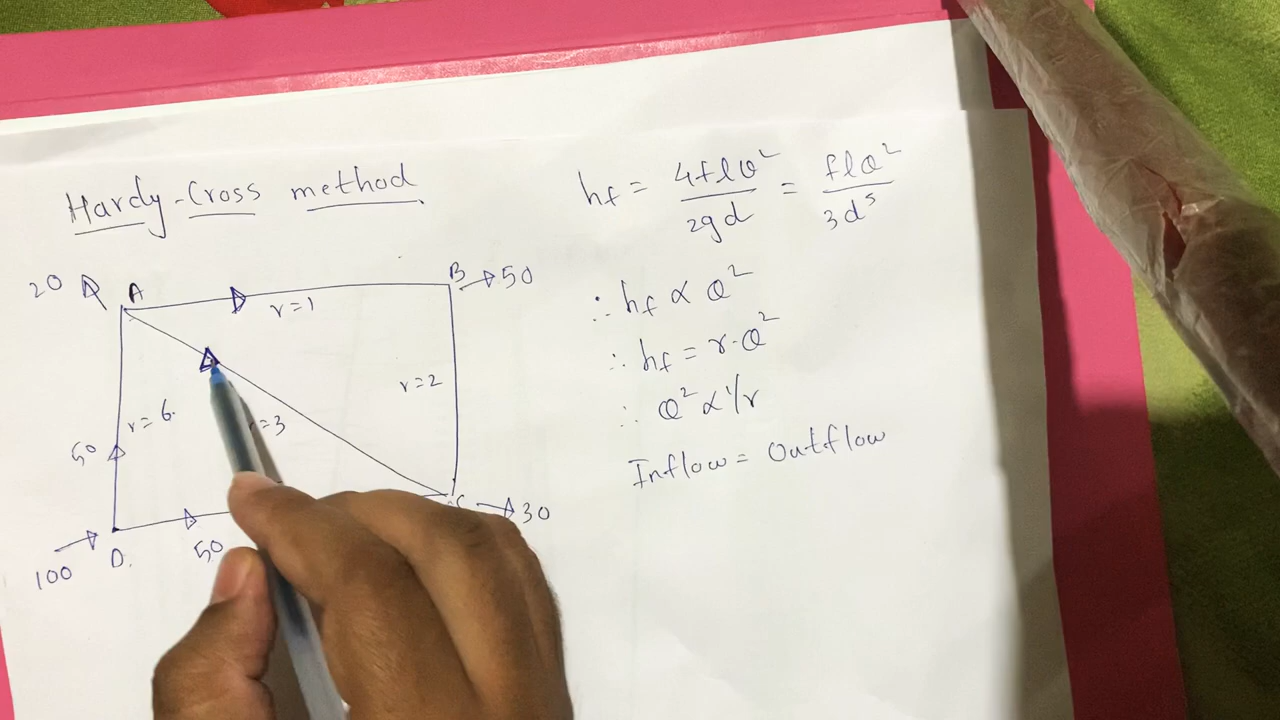 Hardy-Cross method
hf = 4flQ² / 2gd = flQ² / 3d⁵
∴ hf ∝ Q²
∴ hf = r.Q²
∴ Q² ∝ 1/r
Inflow = Outflow
20 A B 50
r=1
r=2
r=6.
=3
50
C 30
50
100 D.